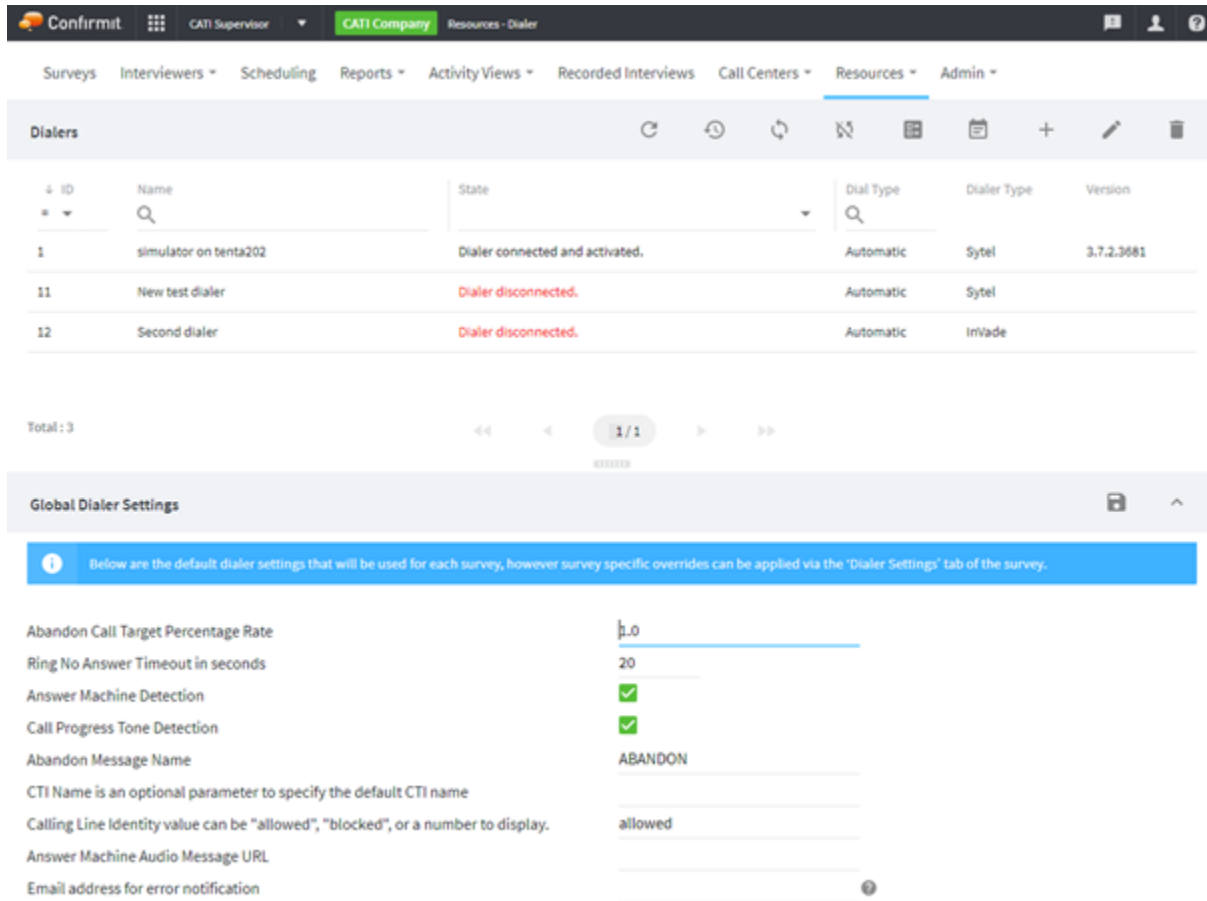 Confirmit CATI Supervisor CATI Company Resources - Dialer
Surveys Interviewers Scheduling Reports Activity Views Recorded Interviews Call Centers Resources Admin
Dialers
ID Name State Dial Type Dialer Type Version
=
1 simulator on tenta202 Dialer connected and activated. Automatic Sytel 3.7.2.3681
11 New test dialer Dialer disconnected. Automatic Sytel
12 Second dialer Dialer disconnected. Automatic InVade
Total : 3 1 / 1
Global Dialer Settings
Below are the default dialer settings that will be used for each survey, however survey specific overrides can be applied via the 'Dialer Settings' tab of the survey.
Abandon Call Target Percentage Rate 1.0
Ring No Answer Timeout in seconds 20
Answer Machine Detection
Call Progress Tone Detection
Abandon Message Name ABANDON
CTI Name is an optional parameter to specify the default CTI name
Calling Line Identity value can be "allowed", "blocked", or a number to display. allowed
Answer Machine Audio Message URL
Email address for error notification